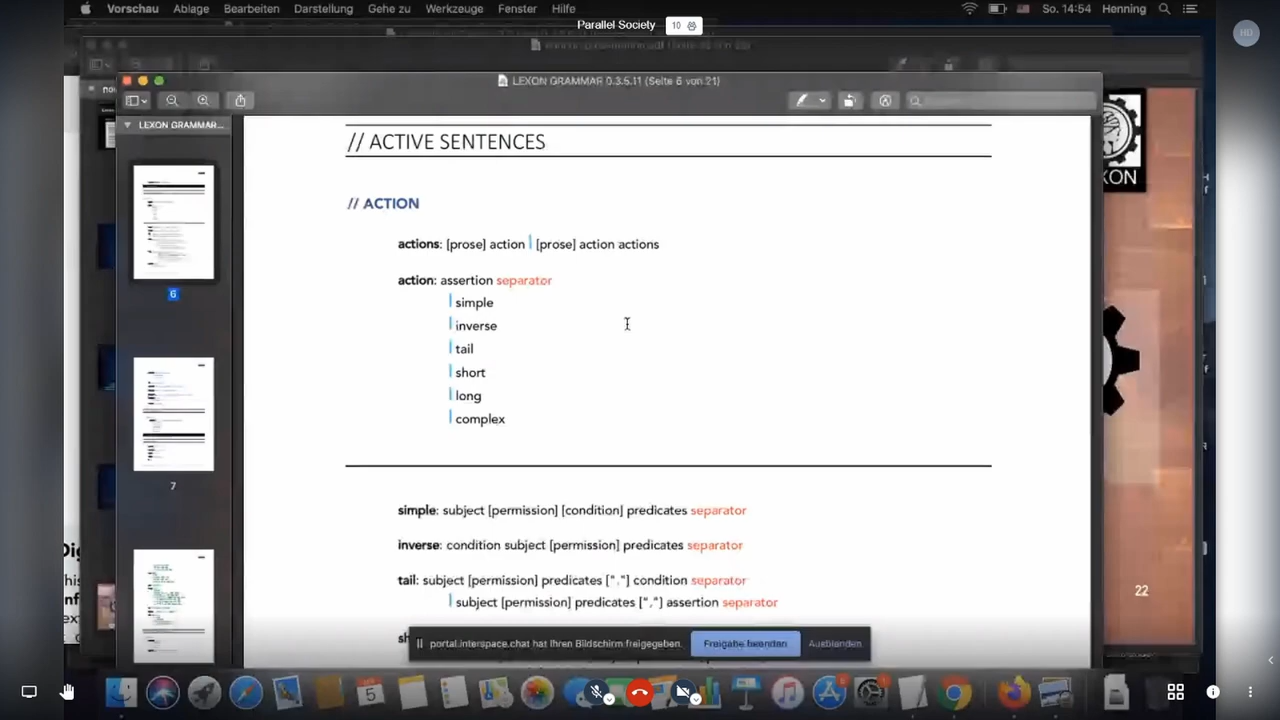 Vorschau Ablage Bearbeiten Darstellung Gehe zu Werkzeuge Fenster Hilfe So. 14:54 Henning
Parallel Society 10
HD
LEXON GRAMMAR 0.3.5.11 (Seite 6 von 21)
LEXON GRAMMAR...
// ACTIVE SENTENCES
// ACTION
actions: [prose] action | [prose] action actions
action: assertion separator
| simple
| inverse
| tail
| short
| long
| complex
simple: subject [permission] [condition] predicates separator
inverse: condition subject [permission] predicates separator
tail: subject [permission] predicates [","] condition separator
| subject [permission] predicates [","] assertion separator
6
7
22
portal.interspace.chat hat Ihren Bildschirm freigegeben.
Freigabe beenden
Ausblenden
5